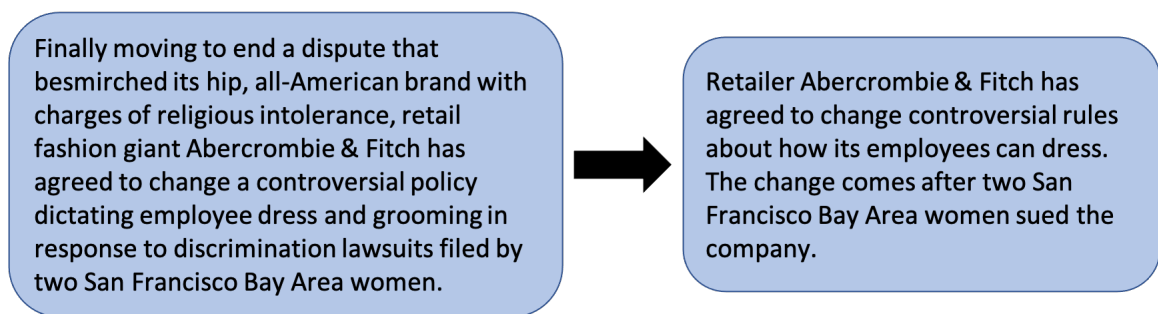 Finally moving to end a dispute that
besmirched its hip, all-American brand with
charges of religious intolerance, retail
fashion giant Abercrombie & Fitch has
agreed to change a controversial policy
dictating employee dress and grooming in
response to discrimination lawsuits filed by
two San Francisco Bay Area women.
Retailer Abercrombie & Fitch has
agreed to change controversial rules
about how its employees can dress.
The change comes after two San
Francisco Bay Area women sued the
company.